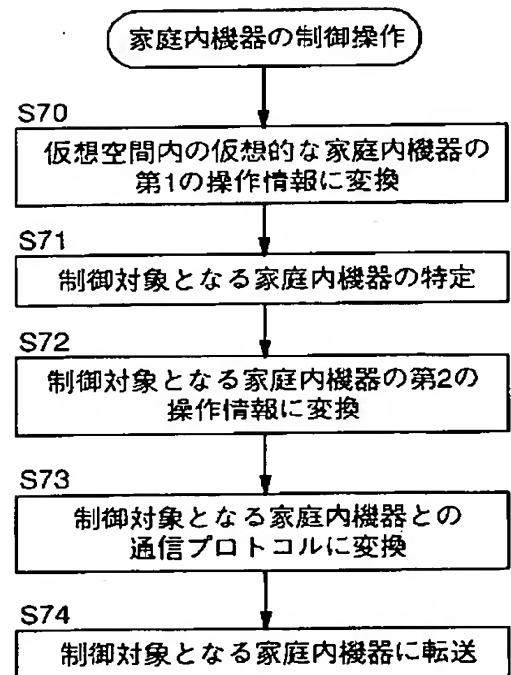 家庭内機器の制御操作
S70
仮想空間内の仮想的な家庭内機器の
第1の操作情報に変換
S71
制御対象となる家庭内機器の特定
S72
制御対象となる家庭内機器の第2の
操作情報に変換
S73
制御対象となる家庭内機器との
通信プロトコルに変換
S74
制御対象となる家庭内機器に転送